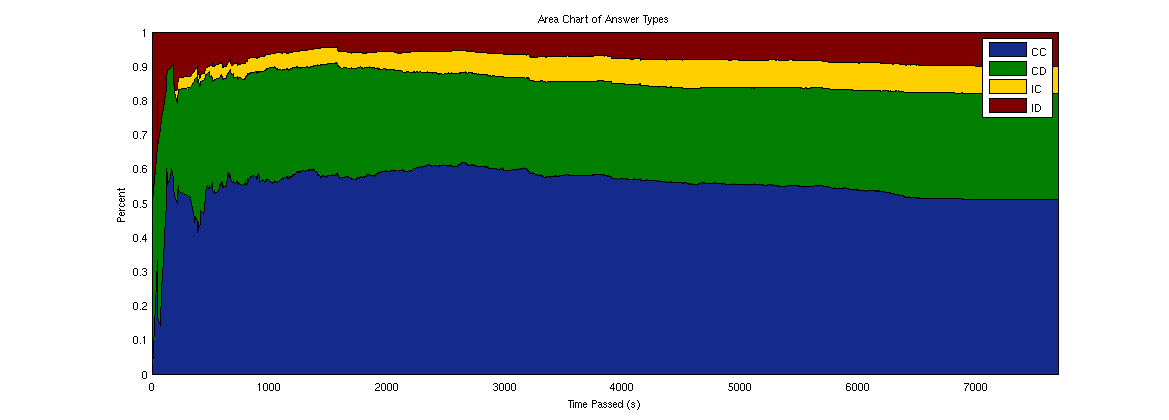 Area Chart of Answer Types
1
0.9
0.8
0.7
0.6
0.5
0.4
0.3
0.2
0.1
0
Percent
CC
CD
IC
ID
0 1000 2000 3000 4000 5000 6000 7000
Time Passed (s)